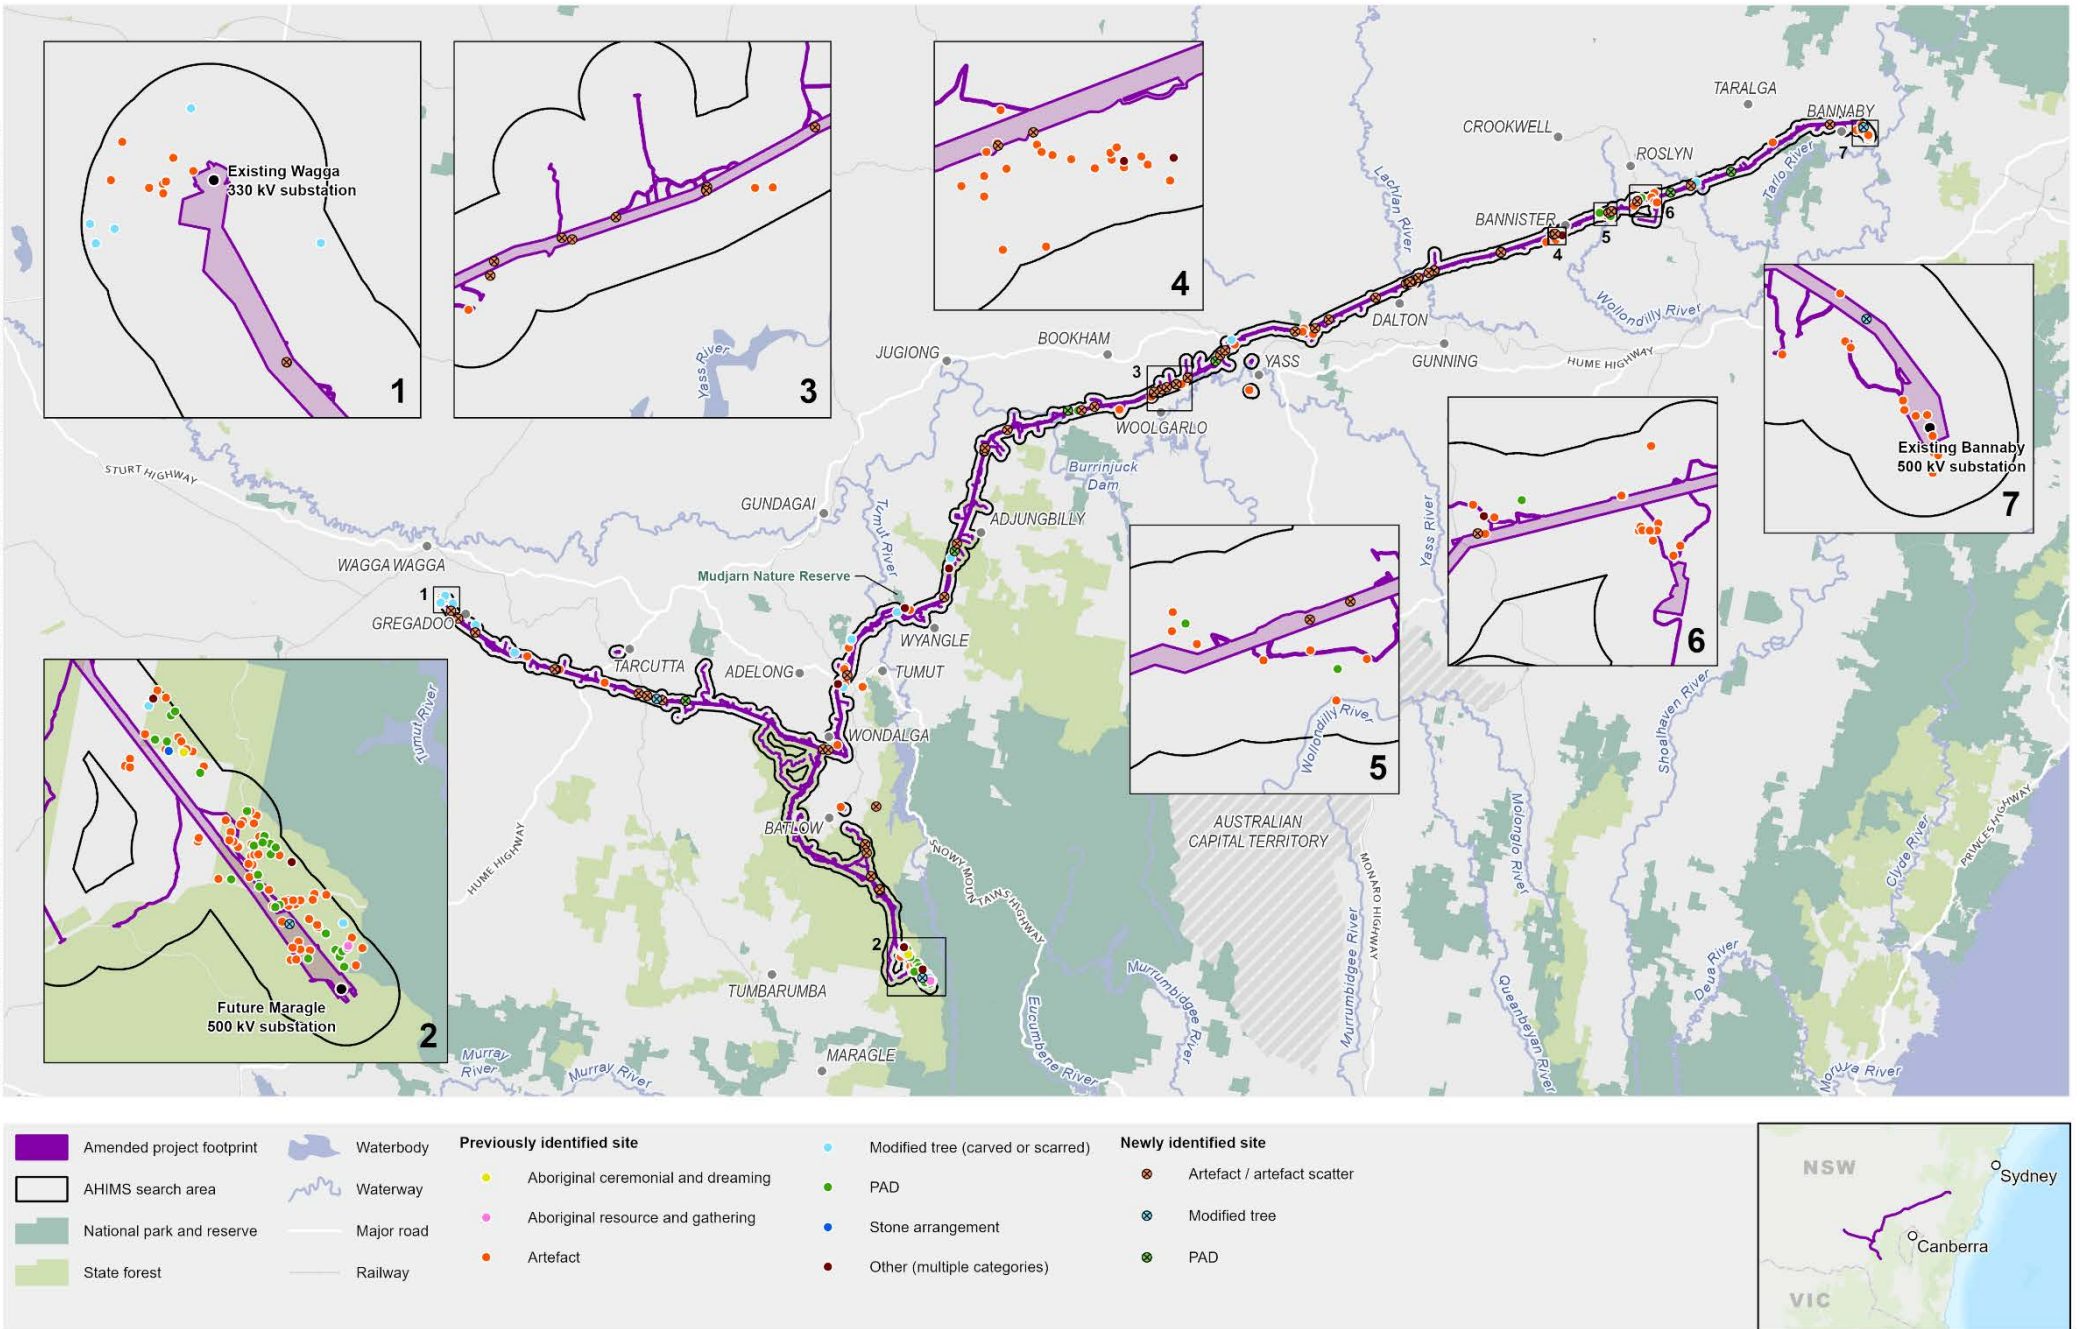 TARALGA
BANNABY
CROOKWELL
ROSLYN
Tarlo River
7
6
BANNISTER
5
4
Lachlan River
Wollondilly River
DALTON
GUNNING
HUME HIGHWAY
YASS
BOOKHAM
JUGIONG
3
WOOLGARLO
Burrinjuck
Dam
STURT HIGHWAY
GUNDAGAI
Tumut River
ADJUNGBILLY
Yass River
WAGGA WAGGA
Mudjarn Nature Reserve
1
GREGADOO
WYANGLE
TARCUTTA
ADELONG
TUMUT
WONDALGA
BATLOW
HUME HIGHWAY
SNOWY MOUNTAINS HIGHWAY
AUSTRALIAN
CAPITAL TERRITORY
MONARO HIGHWAY
Molonglo River
Shoalhaven River
Clyde River
PRINCES HIGHWAY
2
TUMBARUMBA
MARAGLE
Murray
River
Murray River
Eucumbene River
Murrumbidgee River
Murrumbidgee River
Queanbeyan River
Deua River
Moruya River
Existing Wagga
330 kV substation
1
Yass River
3
4
Existing Bannaby
500 kV substation
7
6
Wollondilly River
5
Tumut River
Future Maragle
500 kV substation
2
Amended project footprint
AHIMS search area
National park and reserve
State forest
Waterbody
Waterway
Major road
Railway
Previously identified site
Aboriginal ceremonial and dreaming
Aboriginal resource and gathering
Artefact
Modified tree (carved or scarred)
PAD
Stone arrangement
Other (multiple categories)
Newly identified site
Artefact / artefact scatter
Modified tree
PAD
NSW
Sydney
Canberra
VIC